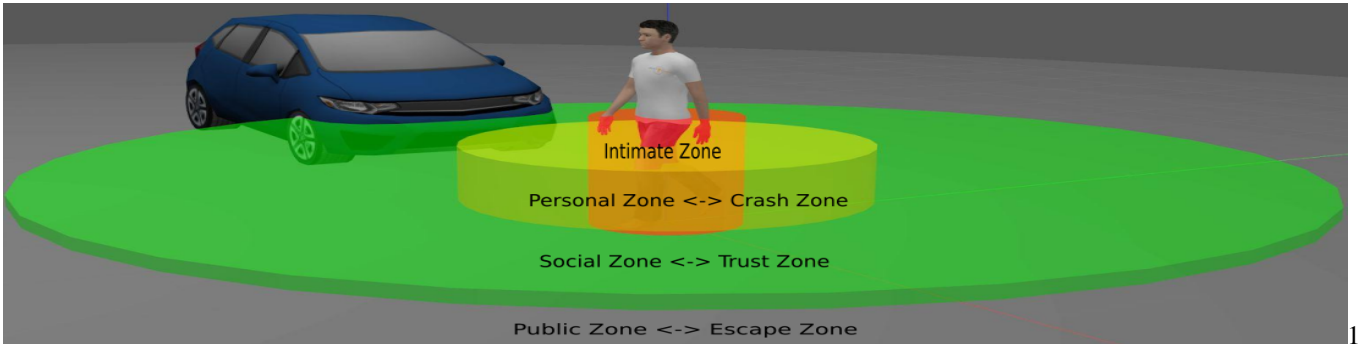 Intimate Zone
Personal Zone <-> Crash Zone
Social Zone <-> Trust Zone
Public Zone <-> Escape Zone
1